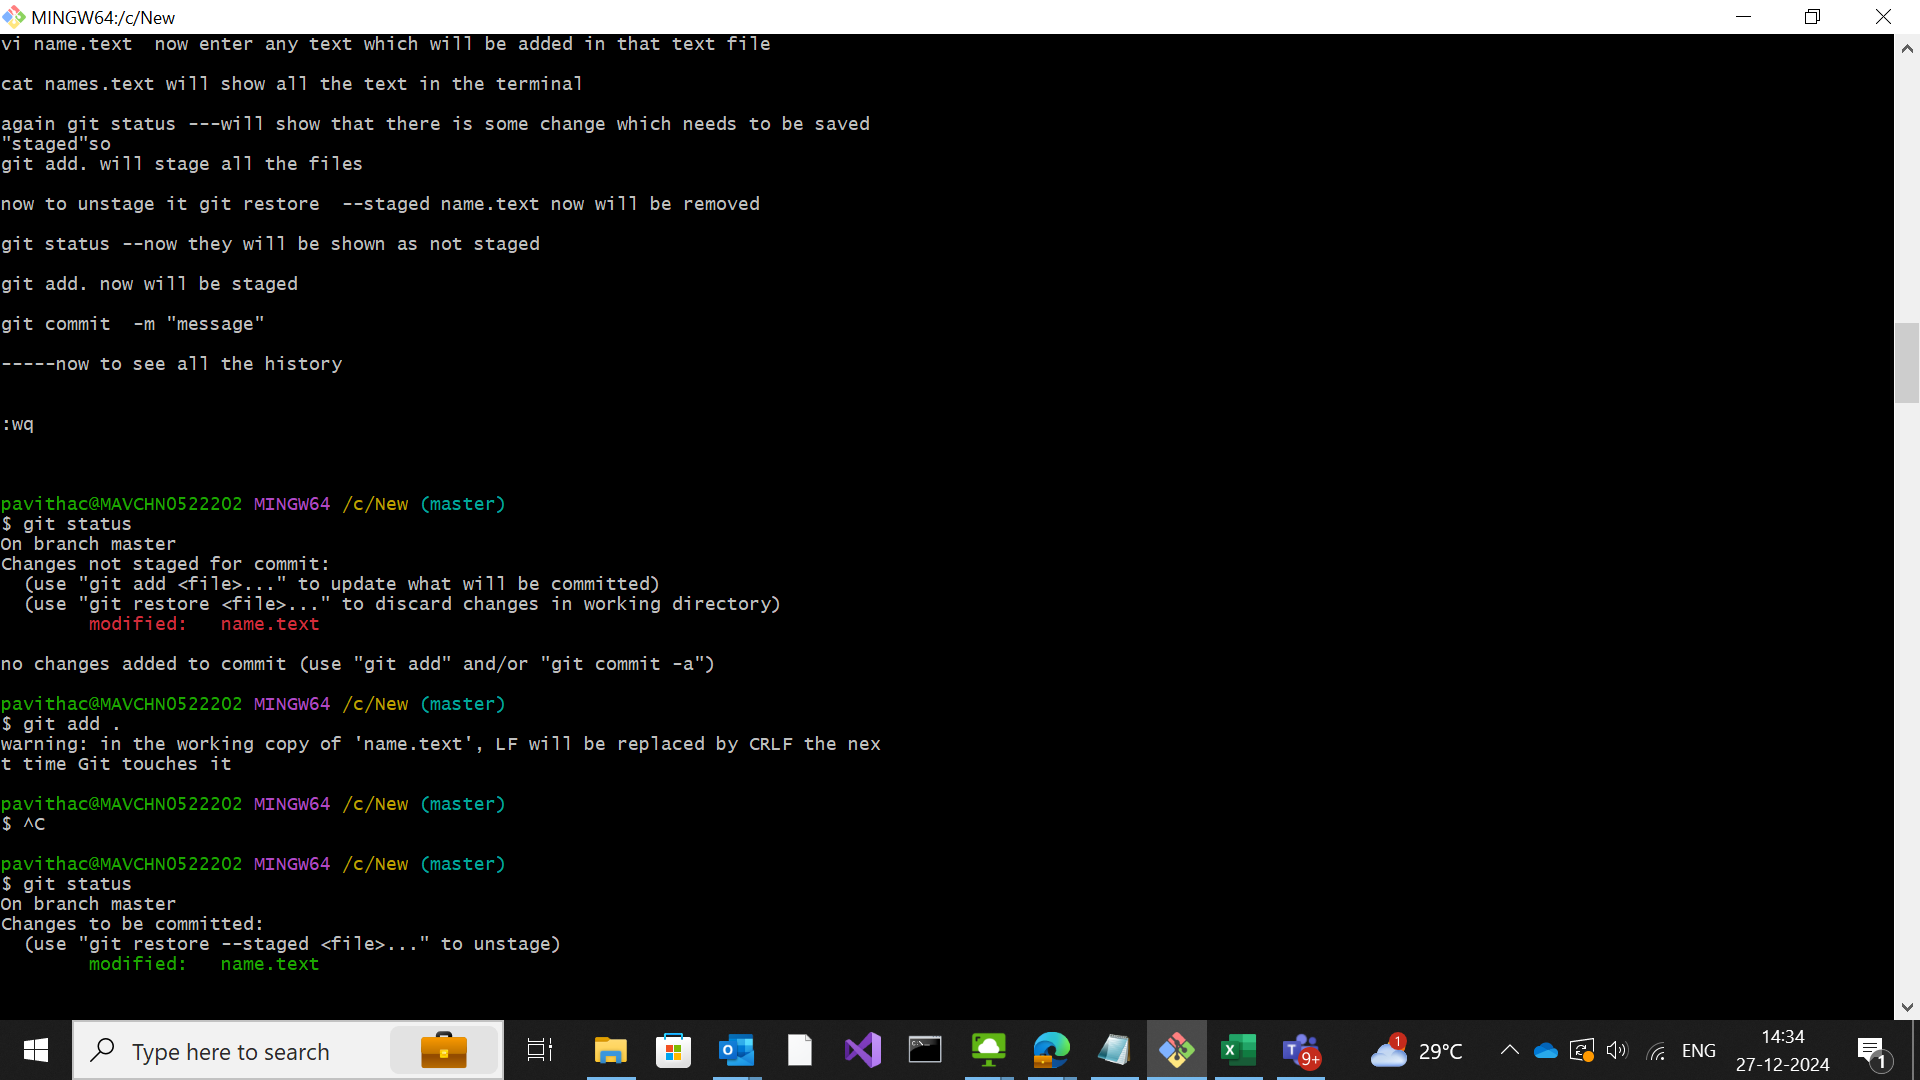 MINGW64:/c/New
vi name.text  now enter any text which will be added in that text file
cat names.text will show all the text in the terminal
again git status ---will show that there is some change which needs to be saved
"staged"so
git add. will stage all the files
now to unstage it git restore  --staged name.text now will be removed
git status --now they will be shown as not staged
git add. now will be staged
git commit  -m "message"
-----now to see all the history
:wq
pavithac@MAVCHN0522202 MINGW64 /c/New (master)
$ git status
On branch master
Changes not staged for commit:
  (use "git add <file>..." to update what will be committed)
  (use "git restore <file>..." to discard changes in working directory)
        modified:   name.text
no changes added to commit (use "git add" and/or "git commit -a")
pavithac@MAVCHN0522202 MINGW64 /c/New (master)
$ git add .
warning: in the working copy of 'name.text', LF will be replaced by CRLF the nex
t time Git touches it
pavithac@MAVCHN0522202 MINGW64 /c/New (master)
$ ^C
pavithac@MAVCHN0522202 MINGW64 /c/New (master)
$ git status
On branch master
Changes to be committed:
  (use "git restore --staged <file>..." to unstage)
        modified:   name.text
Type here to search
9+
1
29°C
ENG
14:34
27-12-2024
1